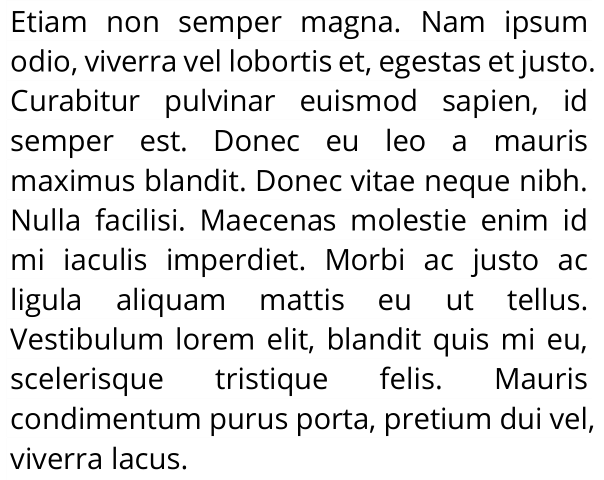 Etiam non semper magna. Nam ipsum
odio, viverra vel lobortis et, egestas et justo.
Curabitur pulvinar euismod sapien, id
semper est. Donec eu leo a mauris
maximus blandit. Donec vitae neque nibh.
Nulla facilisi. Maecenas molestie enim id
mi iaculis imperdiet. Morbi ac justo ac
ligula aliquam mattis eu ut tellus.
Vestibulum lorem elit, blandit quis mi eu,
scelerisque tristique felis. Mauris
condimentum purus porta, pretium dui vel,
viverra lacus.